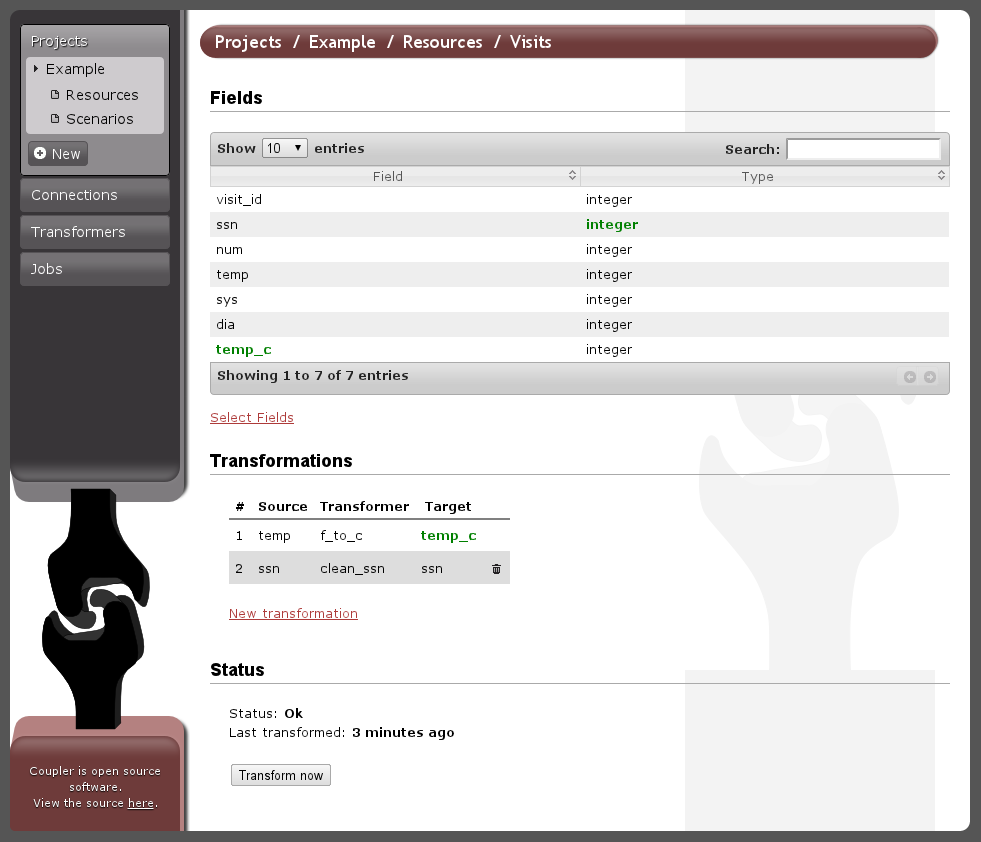 Projects
Example
Resources
Scenarios
New
Connections
Transformers
Jobs
Coupler is open source
software.
View the source here.
Projects / Example / Resources / Visits
Fields
Show 10 entries Search:
Field Type
visit_id integer
ssn integer
num integer
temp integer
sys integer
dia integer
temp_c integer
Showing 1 to 7 of 7 entries
Select Fields
Transformations
# Source Transformer Target
1 temp f_to_c temp_c
2 ssn clean_ssn ssn
New transformation
Status
Status: Ok
Last transformed: 3 minutes ago
Transform now